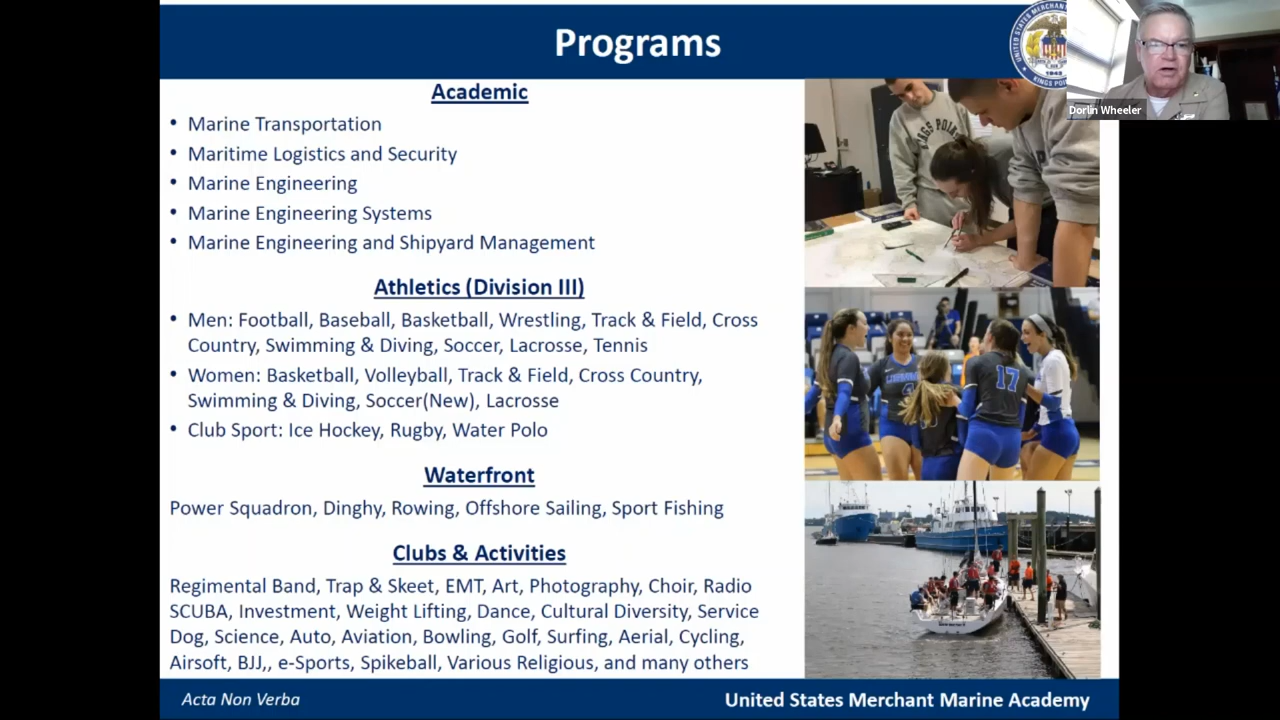 Programs
Dorlin Wheeler
Academic
• Marine Transportation
• Maritime Logistics and Security
• Marine Engineering
• Marine Engineering Systems
• Marine Engineering and Shipyard Management
Athletics (Division III)
• Men: Football, Baseball, Basketball, Wrestling, Track & Field, Cross
Country, Swimming & Diving, Soccer, Lacrosse, Tennis
• Women: Basketball, Volleyball, Track & Field, Cross Country,
Swimming & Diving, Soccer(New), Lacrosse
• Club Sport: Ice Hockey, Rugby, Water Polo
17
Waterfront
Power Squadron, Dinghy, Rowing, Offshore Sailing, Sport Fishing
Clubs & Activities
Regimental Band, Trap & Skeet, EMT, Art, Photography, Choir, Radio
SCUBA, Investment, Weight Lifting, Dance, Cultural Diversity, Service
Dog, Science, Auto, Aviation, Bowling, Golf, Surfing, Aerial, Cycling,
Airsoft, BJJ,, e-Sports, Spikeball, Various Religious, and many others
Acta Non Verba
United States Merchant Marine Academy